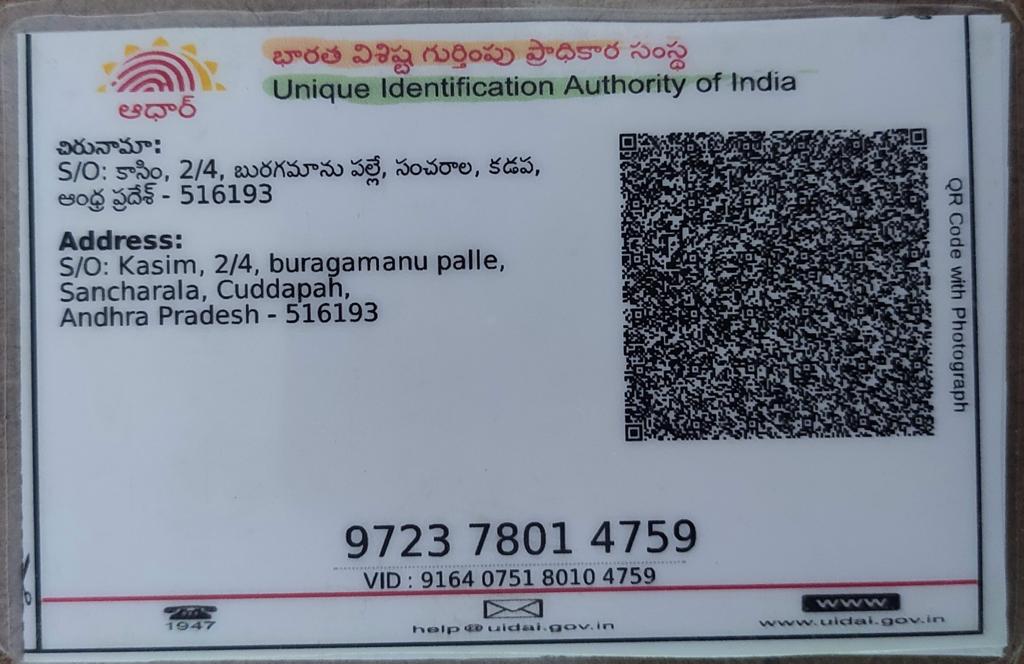 ఆధార్
భారత విశిష్ట గుర్తింపు ప్రాధికార సంస్థ
Unique Identification Authority of India
చిరునామా:
S/O: కాసిం, 2/4, బురగమాను పల్లే, సంచరాల, కడప,
ఆంధ్ర ప్రదేశ్ - 516193
Address:
S/O: Kasim, 2/4, buragamanu palle,
Sancharala, Cuddapah,
Andhra Pradesh - 516193
QR Code with Photograph
9723 7801 4759
VID : 9164 0751 8010 4759
1947
help@uidai.gov.in
www
www.uidai.gov.in